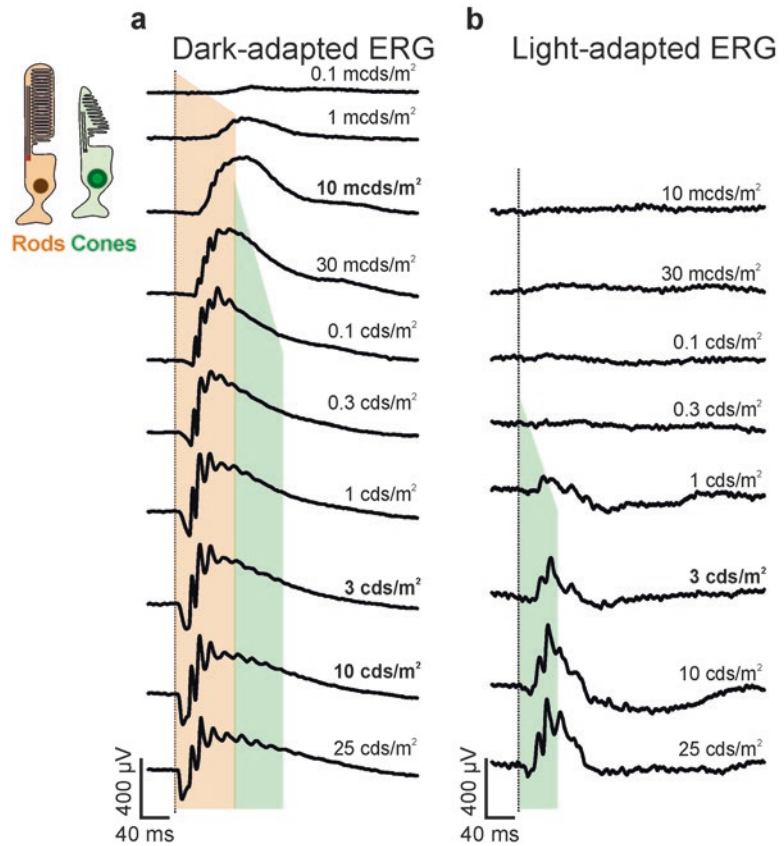 a
Dark-adapted ERG
0.1 mcds/m²
1 mcds/m²
10 mcds/m²
30 mcds/m²
0.1 cds/m²
0.3 cds/m²
1 cds/m²
3 cds/m²
10 cds/m²
25 cds/m²
400 µV
40 ms
Rods Cones
b
Light-adapted ERG
10 mcds/m²
30 mcds/m²
0.1 cds/m²
0.3 cds/m²
1 cds/m²
3 cds/m²
10 cds/m²
25 cds/m²
400 µV
40 ms